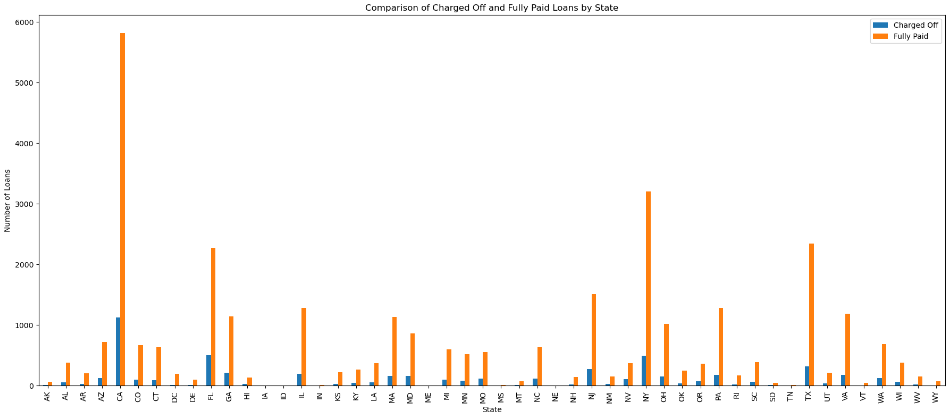 Comparison of Charged Off and Fully Paid Loans by State
Charged Off
Fully Paid
Number of Loans
6000
5000
4000
3000
2000
1000
0
AK AL AR AZ CA CO CT DC DE FL GA HI IA ID IL IN KS KY LA MA MD ME MI MN MO MS MT NC NE NH NJ NM NV NY OH OK OR PA RI SC SD TN TX UT VA VT WA WI WV WY
State